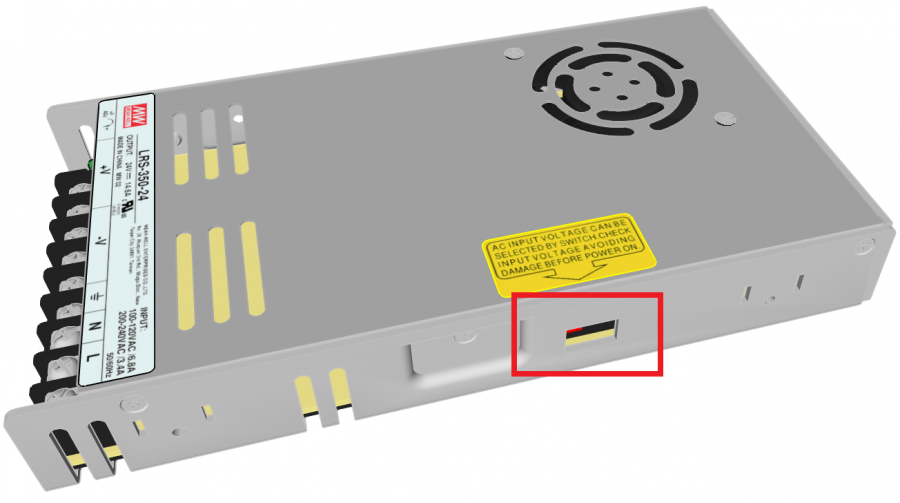 MW
MEAN WELL
LRS-350-24
OUTPUT:
24V 14.6A
MADE IN CHINA
INPUT:
100-120VAC /6.8A
200-240VAC /3.4A
50/60Hz
+V
-V
N
L
AC INPUT VOLTAGE CAN BE
SELECTED BY SWITCH.CHECK
INPUT VOLTAGE AVOIDING
DAMAGE BEFORE POWER ON.